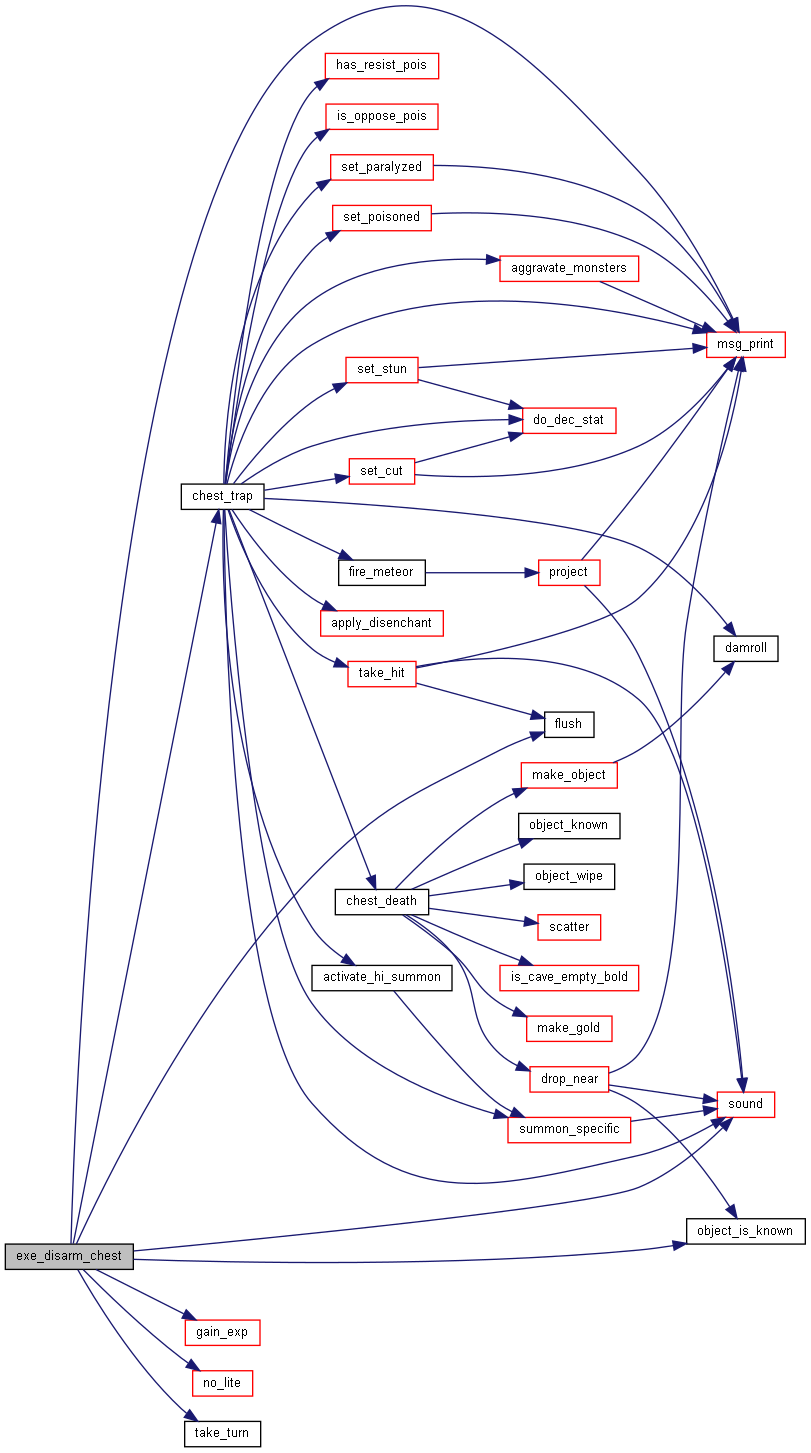 has_resist_pois
is_oppose_pois
set_paralyzed
set_poisoned
aggravate_monsters
msg_print
set_stun
do_dec_stat
set_cut
chest_trap
fire_meteor
project
apply_disenchant
damroll
take_hit
flush
make_object
object_known
object_wipe
chest_death
scatter
activate_hi_summon
is_cave_empty_bold
make_gold
drop_near
sound
summon_specific
object_is_known
exe_disarm_chest
gain_exp
no_lite
take_turn